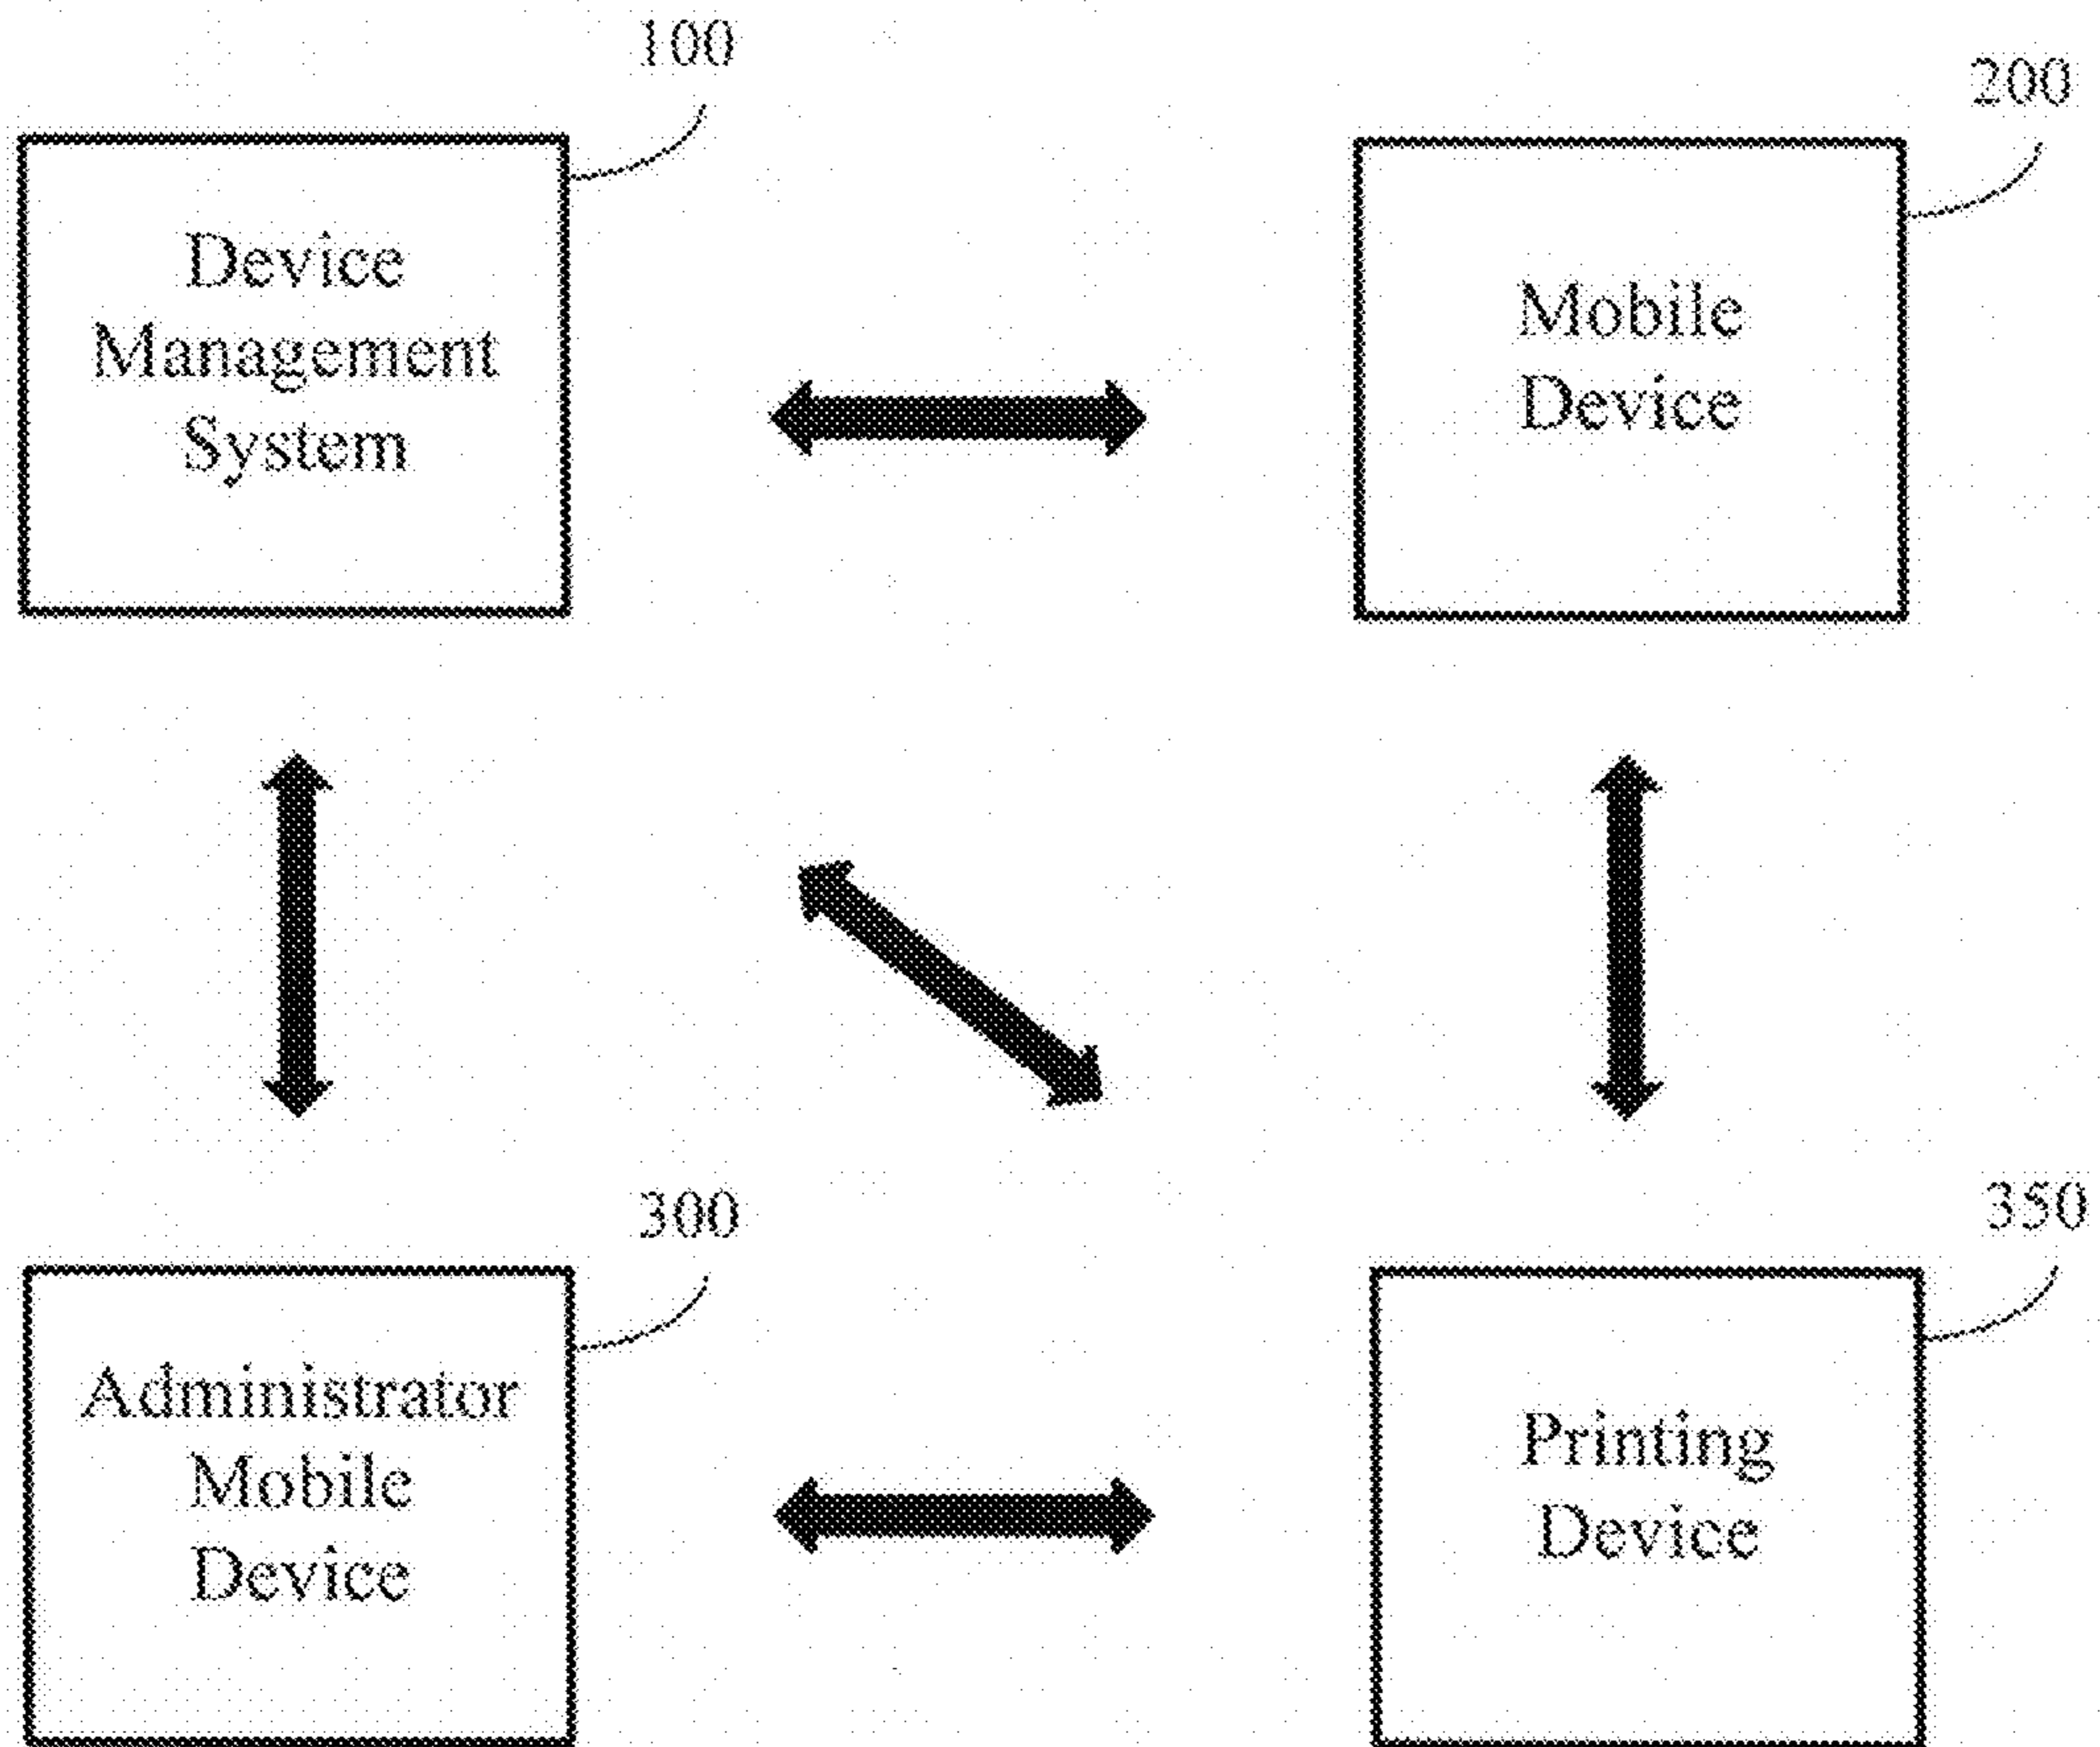 100
200
Device
Management
System
Mobile
Device
300
350
Administrator
Mobile
Device
Printing
Device